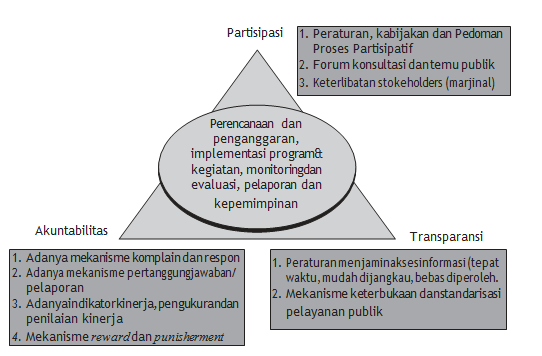 Partisipasi
1. Peraturan, kabijakan dan Pedoman
Proses Partisipatif
2. Forum konsultasi dantemu publik
3. Keterlibatan stokeholders (marjinal)
Perencanaan dan
penganggaran,
implementasi program&
kegiatan, monitoringdan
evaluasi, pelaporan dan
kepemimpinan
Akuntabilitas
1. Adanya mekanisme komplain dan respon
2. Adanya mekanisme pertanggungjawaban/
pelaporan
3. Adanyaindikatorkinerja, pengukurandan
penilaian kinerja
4. Mekanisme reward dan punisherment
Transparansi
1. Peraturan menjaminaksesinformasi (tepat
waktu, mudah dijangkau, bebas diperoleh.
2. Mekanisme keterbukaan danstandarisasi
pelayanan publik